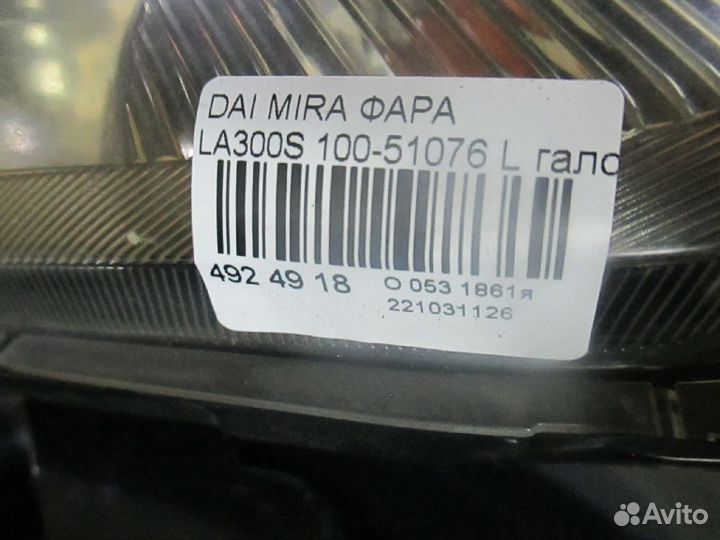 DAI MIRA ФАРА
LA300S 100-51076 L гало
492 49 18 O 053 1861я
221031126
Avito